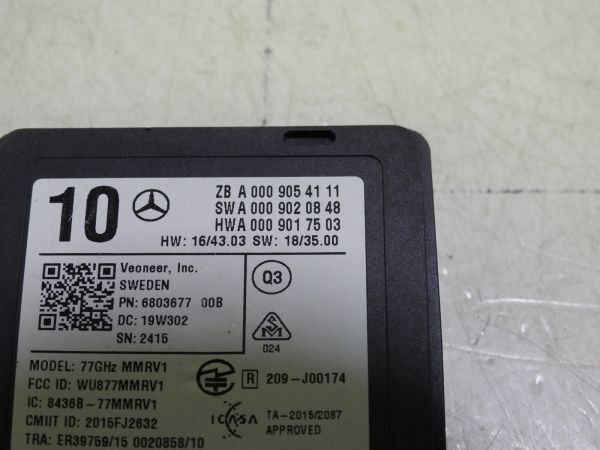 10
ZB A 000 905 41 11
SW A 000 902 08 48
HW A 000 901 75 03
HW: 16/43.03 SW: 18/35.00
Veoneer, Inc.
SWEDEN
PN: 6803677 00B
DC: 19W302
SN: 2415
Q3
024
MODEL: 77GHz MMRV1
FCC ID: WU877MMRV1
IC: 8436B-77MMRV1
CMIIT ID: 2015FJ2632
TRA: ER39759/15 0020858/10
R 209-J00174
ICASA
TA-2015/2087
APPROVED